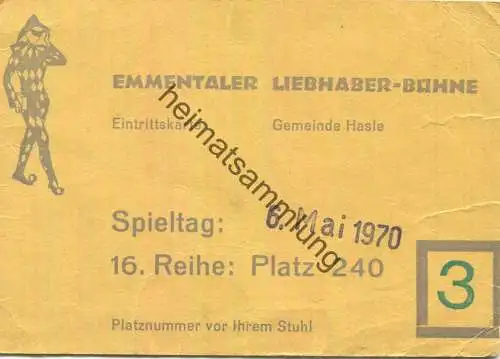 EMMENTALER LIEBHABER-BÜHNE
Eintrittskarte Gemeinde Hasle
heimatsammlung.de
Spieltag: 6. Mai 1970
16. Reihe: Platz 240
3
Platznummer vor Ihrem Stuhl